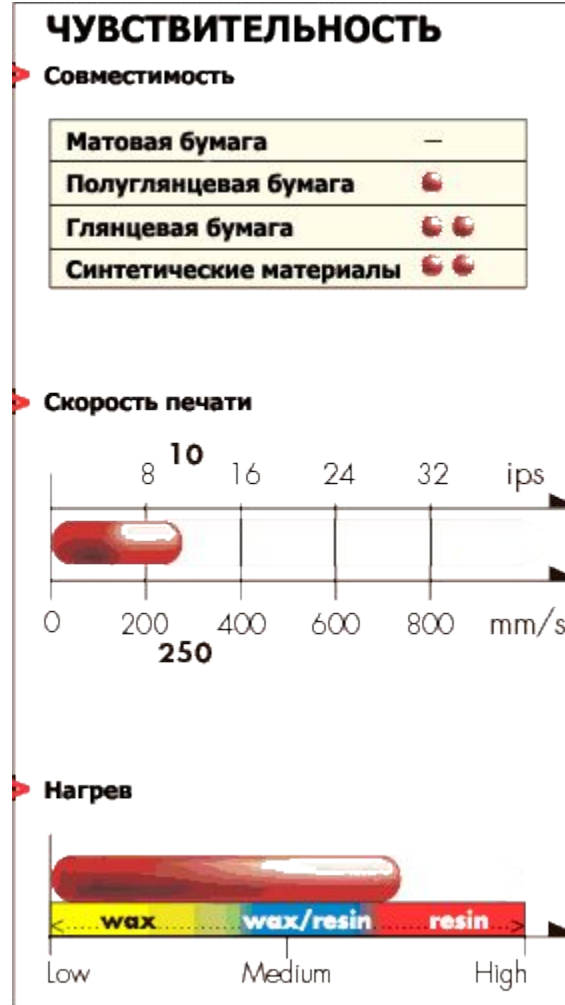 ЧУВСТВИТЕЛЬНОСТЬ
Совместимость
Матовая бумага –
Полуглянцевая бумага
Глянцевая бумага
Синтетические материалы
Скорость печати
8 10 16 24 32 ips
0 200 400 600 800 mm/s
250
Нагрев
wax wax/resin resin
Low Medium High